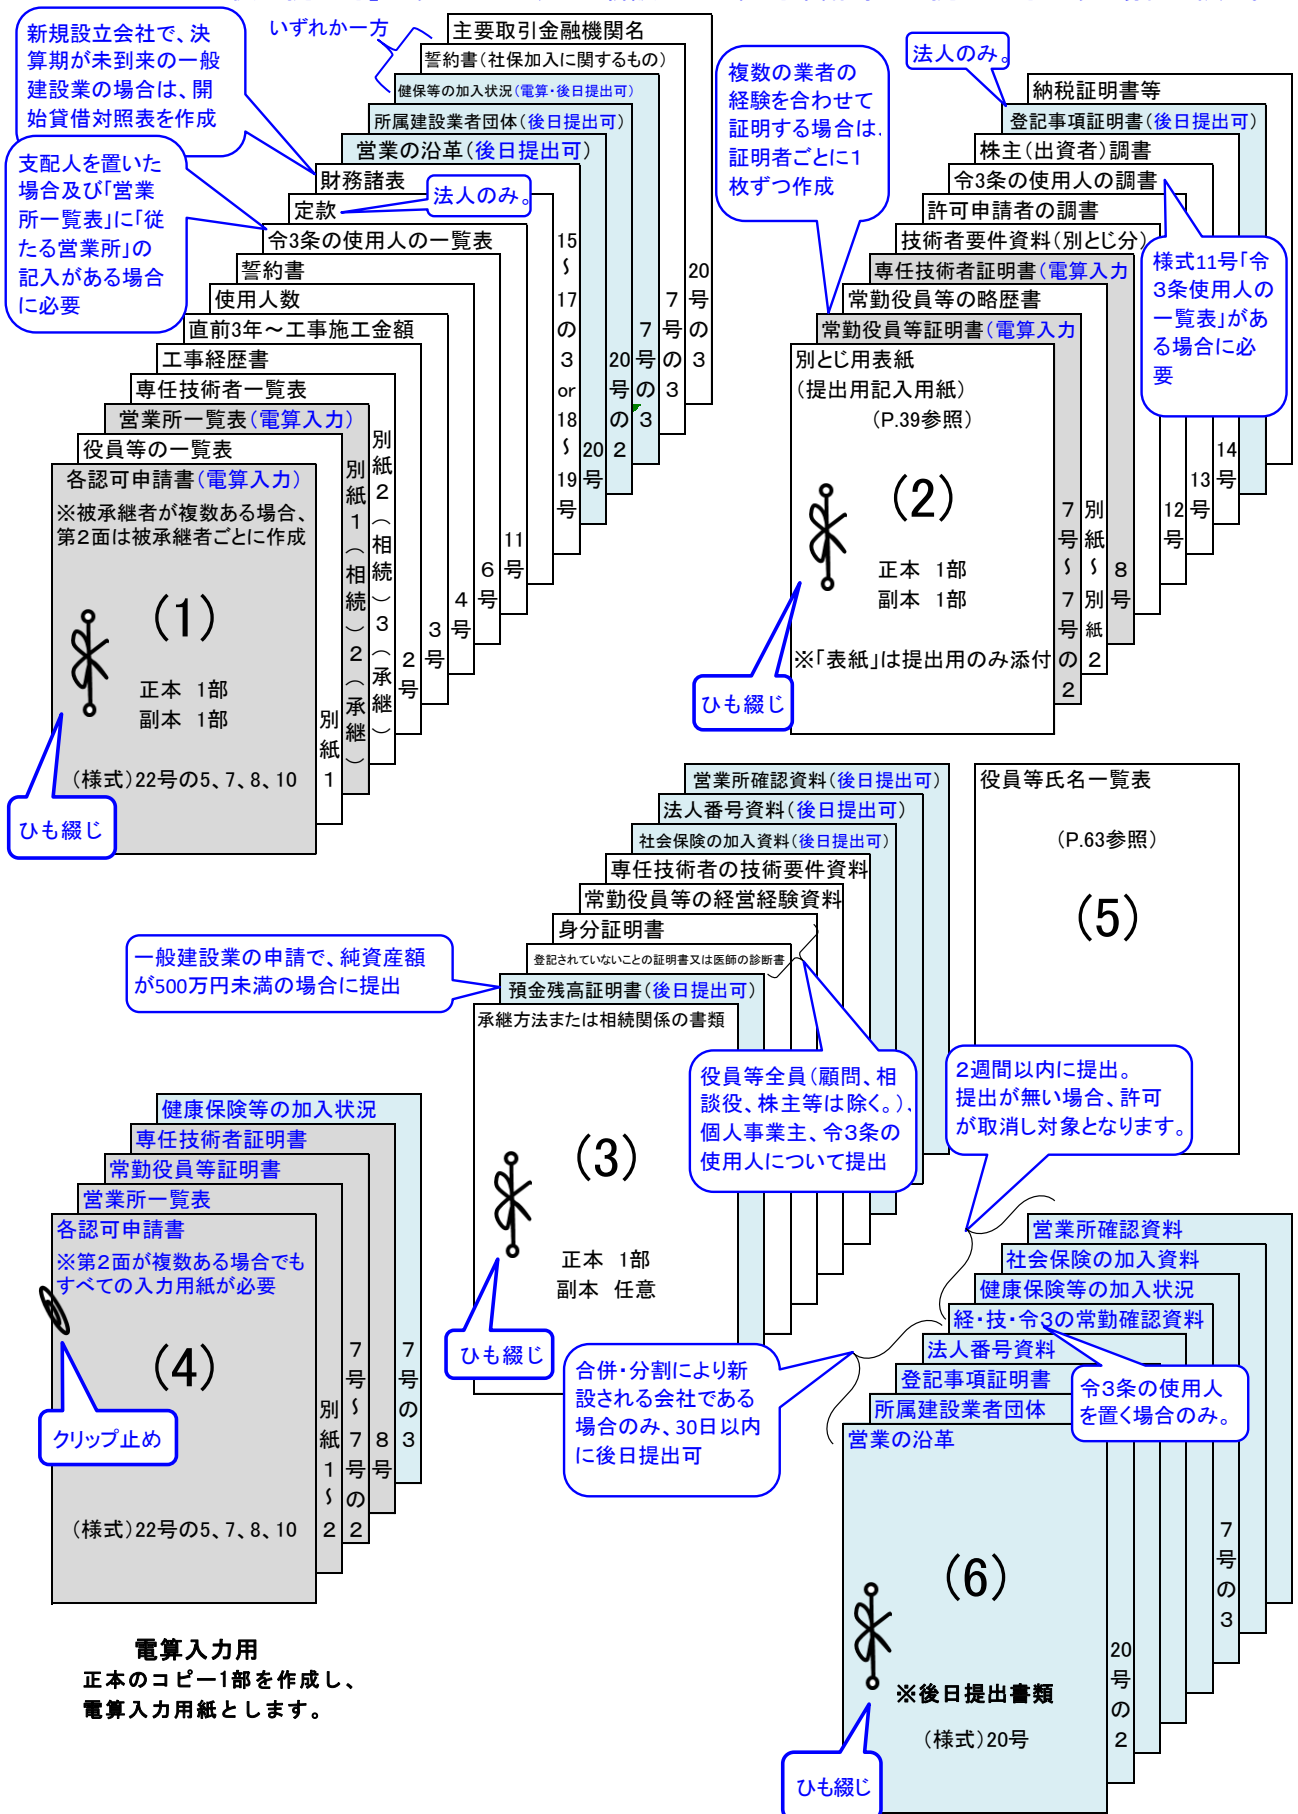 新規設立会社で、決
算期が未到来の一般
建設業の場合は、開
始貸借対照表を作成
支配人を置いた
場合及び「営業
所一覧表」に「従
たる営業所」の
記入がある場合
に必要
いずれか一方
主要取引金融機関名
誓約書(社保加入に関するもの)
健保等の加入状況(電算・後日提出可)
所属建設業者団体(後日提出可)
営業の沿革(後日提出可)
財務諸表
定款
法人のみ。
令3条の使用人の一覧表
誓約書
使用人数
直前3年～工事施工金額
工事経歴書
専任技術者一覧表
営業所一覧表(電算入力)
役員等の一覧表
各認可申請書(電算入力)
※被承継者が複数ある場合、
第2面は被承継者ごとに作成
(1)
正本 1部
副本 1部
(様式)22号の5、7、8、10
ひも綴じ
別紙1
別紙1(相続)2(承継)
別紙2(相続)3(承継)
2号
3号
4号
6号
11号
15～17の3or18～19号
20号
20号の2
7号の3
7号の3
20号の3
複数の業者の
経験を合わせて
証明する場合は、
証明者ごとに1
枚ずつ作成
法人のみ。
納税証明書等
登記事項証明書(後日提出可)
株主(出資者)調書
令3条の使用人の調書
許可申請者の調書
技術者要件資料(別とじ分)
専任技術者証明書(電算入力
常勤役員等の略歴書
常勤役員等証明書(電算入力
様式11号「令
3条使用人の
一覧表」があ
る場合に必
要
別とじ用表紙
(提出用記入用紙)
(P.39参照)
(2)
正本 1部
副本 1部
※「表紙」は提出用のみ添付
ひも綴じ
7号～7号の2
別紙～別紙2
8号
12号
13号
14号
営業所確認資料(後日提出可)
法人番号資料(後日提出可)
社会保険の加入資料(後日提出可)
専任技術者の技術要件資料
常勤役員等の経営経験資料
身分証明書
登記されていないことの証明書又は医師の診断書
預金残高証明書(後日提出可)
承継方法または相続関係の書類
一般建設業の申請で、純資産額
が500万円未満の場合に提出
役員等全員(顧問、相
談役、株主等は除く。)、
個人事業主、令3条の
使用人について提出
(3)
正本 1部
副本 任意
ひも綴じ
役員等氏名一覧表
(P.63参照)
(5)
2週間以内に提出。
提出が無い場合、許可
が取消し対象となります。
健康保険等の加入状況
専任技術者証明書
常勤役員等証明書
営業所一覧表
各認可申請書
※第2面が複数ある場合でも
すべての入力用紙が必要
(4)
クリップ止め
(様式)22号の5、7、8、10
別紙1～2
7号～7号の2
8号
7号の3
電算入力用
正本のコピー1部を作成し、
電算入力用紙とします。
合併・分割により新
設される会社である
場合のみ、30日以内
に後日提出可
営業所確認資料
社会保険の加入資料
健康保険等の加入状況
経・技・令3の常勤確認資料
法人番号資料
登記事項証明書
所属建設業者団体
営業の沿革
令3条の使用人
を置く場合のみ。
(6)
※後日提出書類
(様式)20号
ひも綴じ
20号の2
7号の3